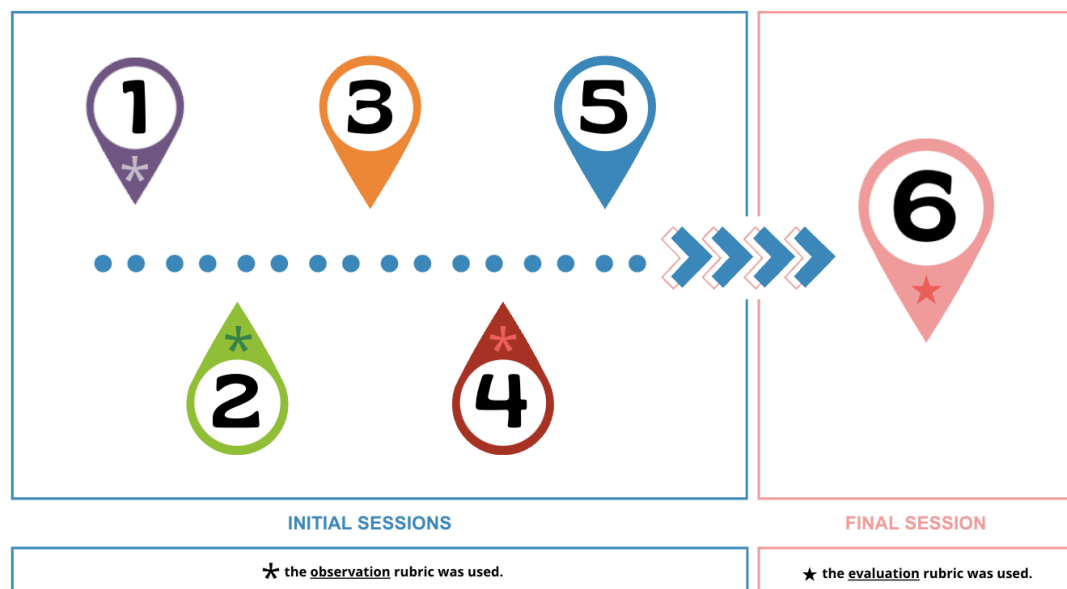 1
3
5
6
*
★
*
*
2
4
INITIAL SESSIONS
FINAL SESSION
* the observation rubric was used.
★ the evaluation rubric was used.